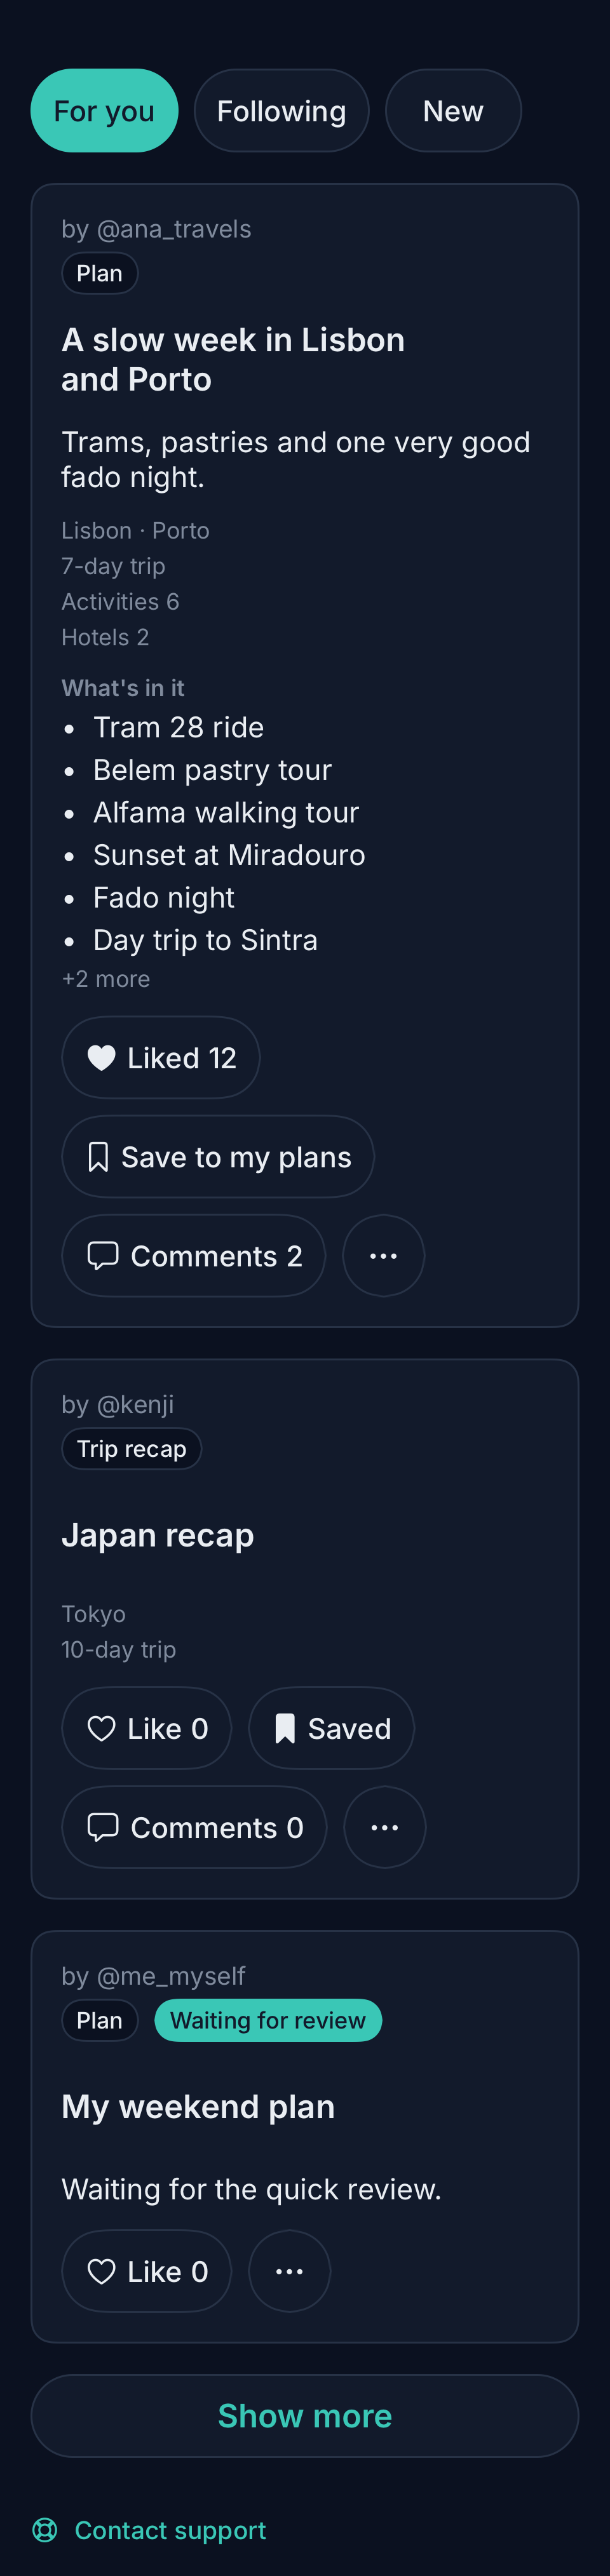 For you
Following
New
by @ana_travels
Plan
A slow week in Lisbon
and Porto
Trams, pastries and one very good
fado night.
Lisbon · Porto
7-day trip
Activities 6
Hotels 2
What's in it
• Tram 28 ride
• Belem pastry tour
• Alfama walking tour
• Sunset at Miradouro
• Fado night
• Day trip to Sintra
+2 more
Liked 12
Save to my plans
Comments 2
by @kenji
Trip recap
Japan recap
Tokyo
10-day trip
Like 0
Saved
Comments 0
by @me_myself
Plan
Waiting for review
My weekend plan
Waiting for the quick review.
Like 0
Show more
Contact support